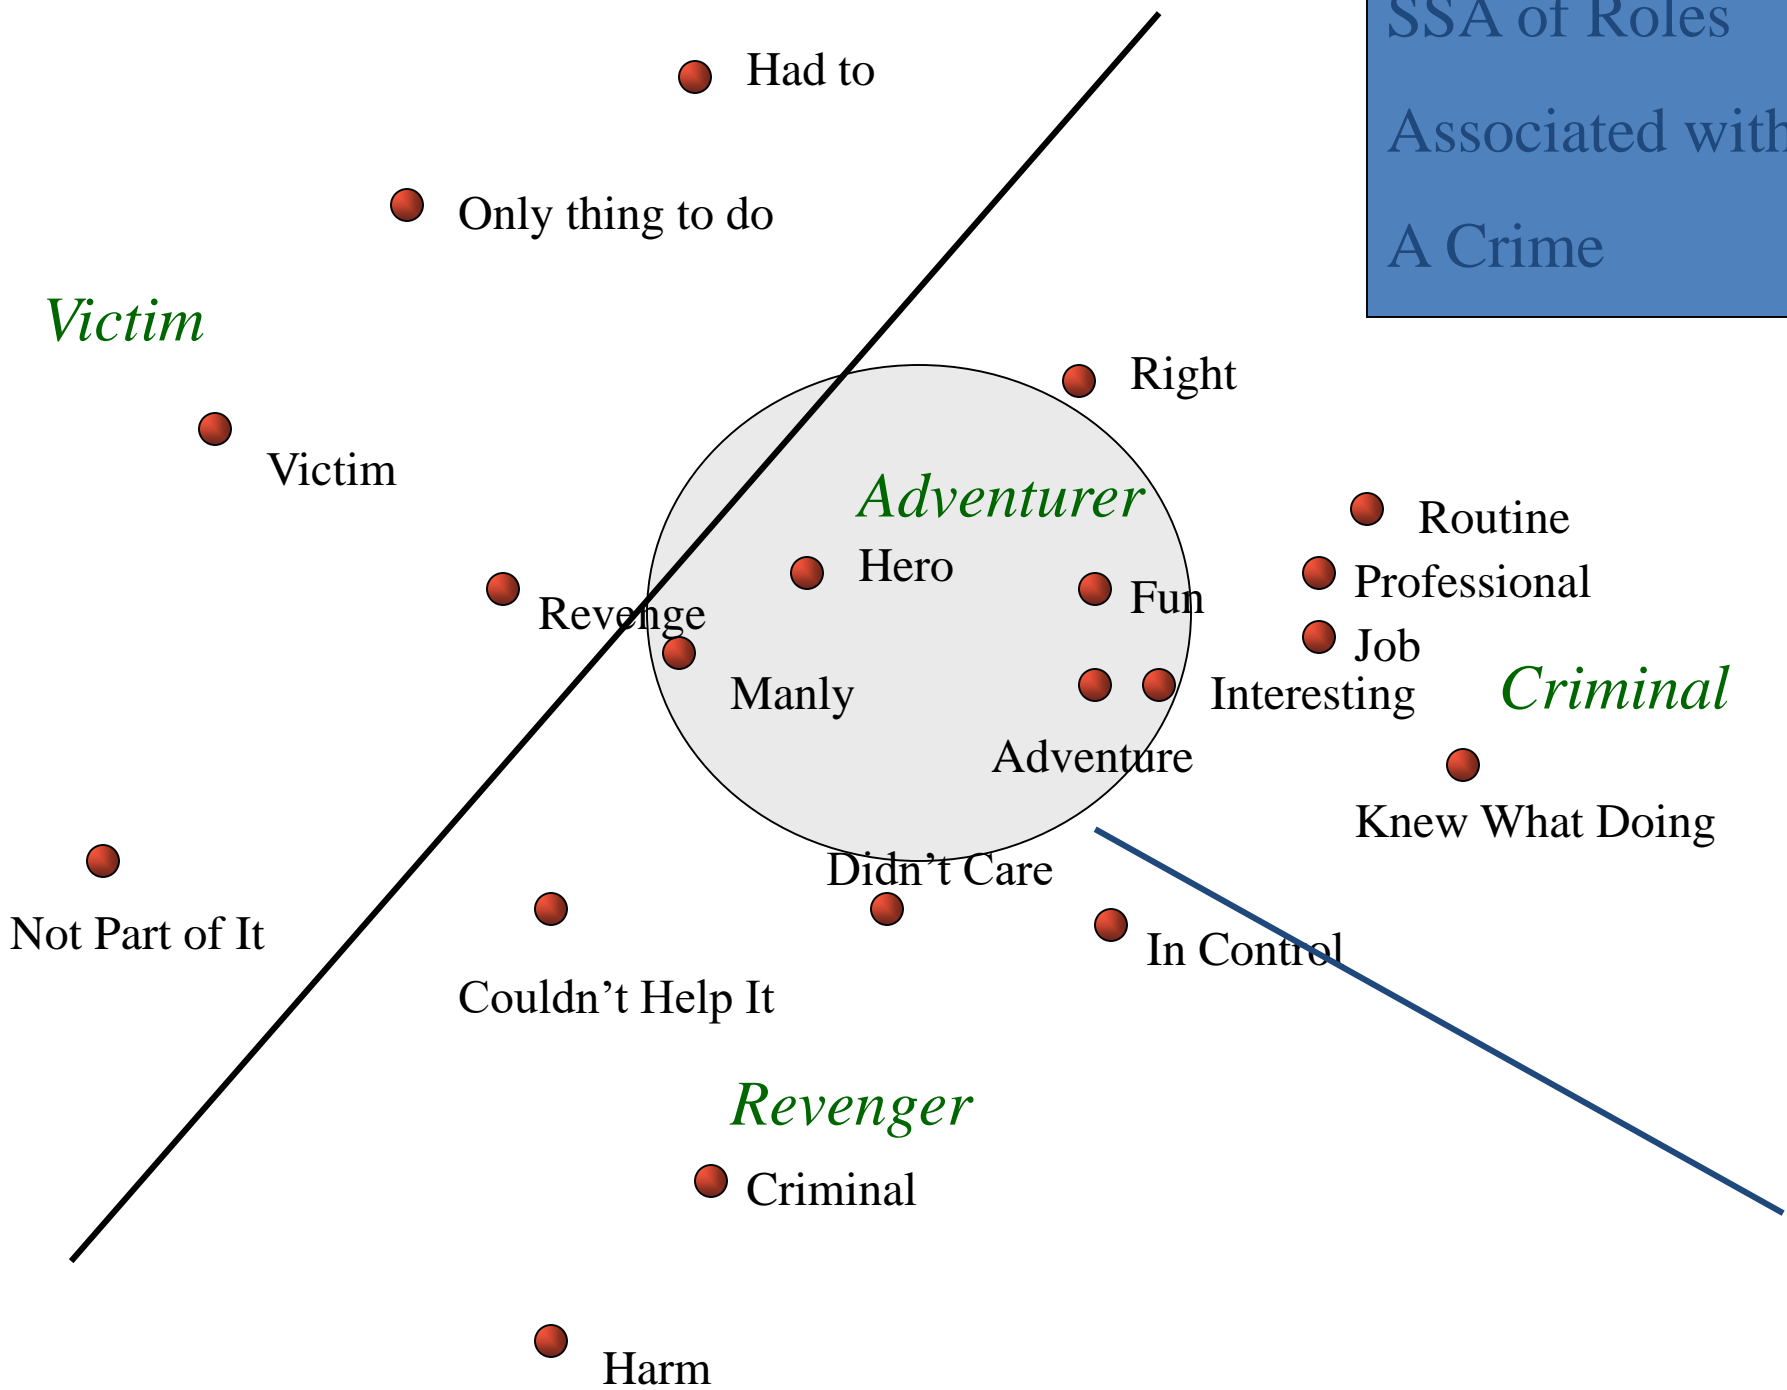 SSA of Roles
Associated with
A Crime
Had to
Only thing to do
Victim
Right
Victim
Adventurer
Routine
Hero
Professional
Fun
Revenge
Job
Manly
Interesting
Criminal
Adventure
Knew What Doing
Didn’t Care
Not Part of It
In Control
Couldn’t Help It
Revenger
Criminal
Harm